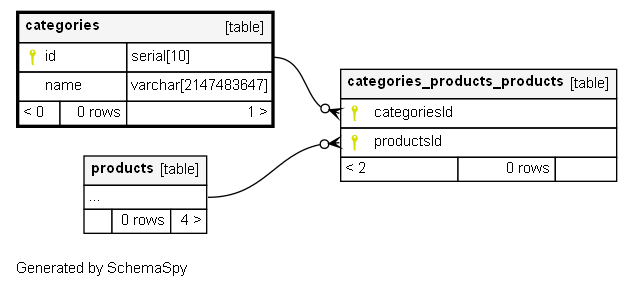 categories [table]
id serial[10]
name varchar[2147483647]
< 0 0 rows 1 >
categories_products_products [table]
categoriesId
productsId
< 2 0 rows
products [table]
...
0 rows 4 >
Generated by SchemaSpy